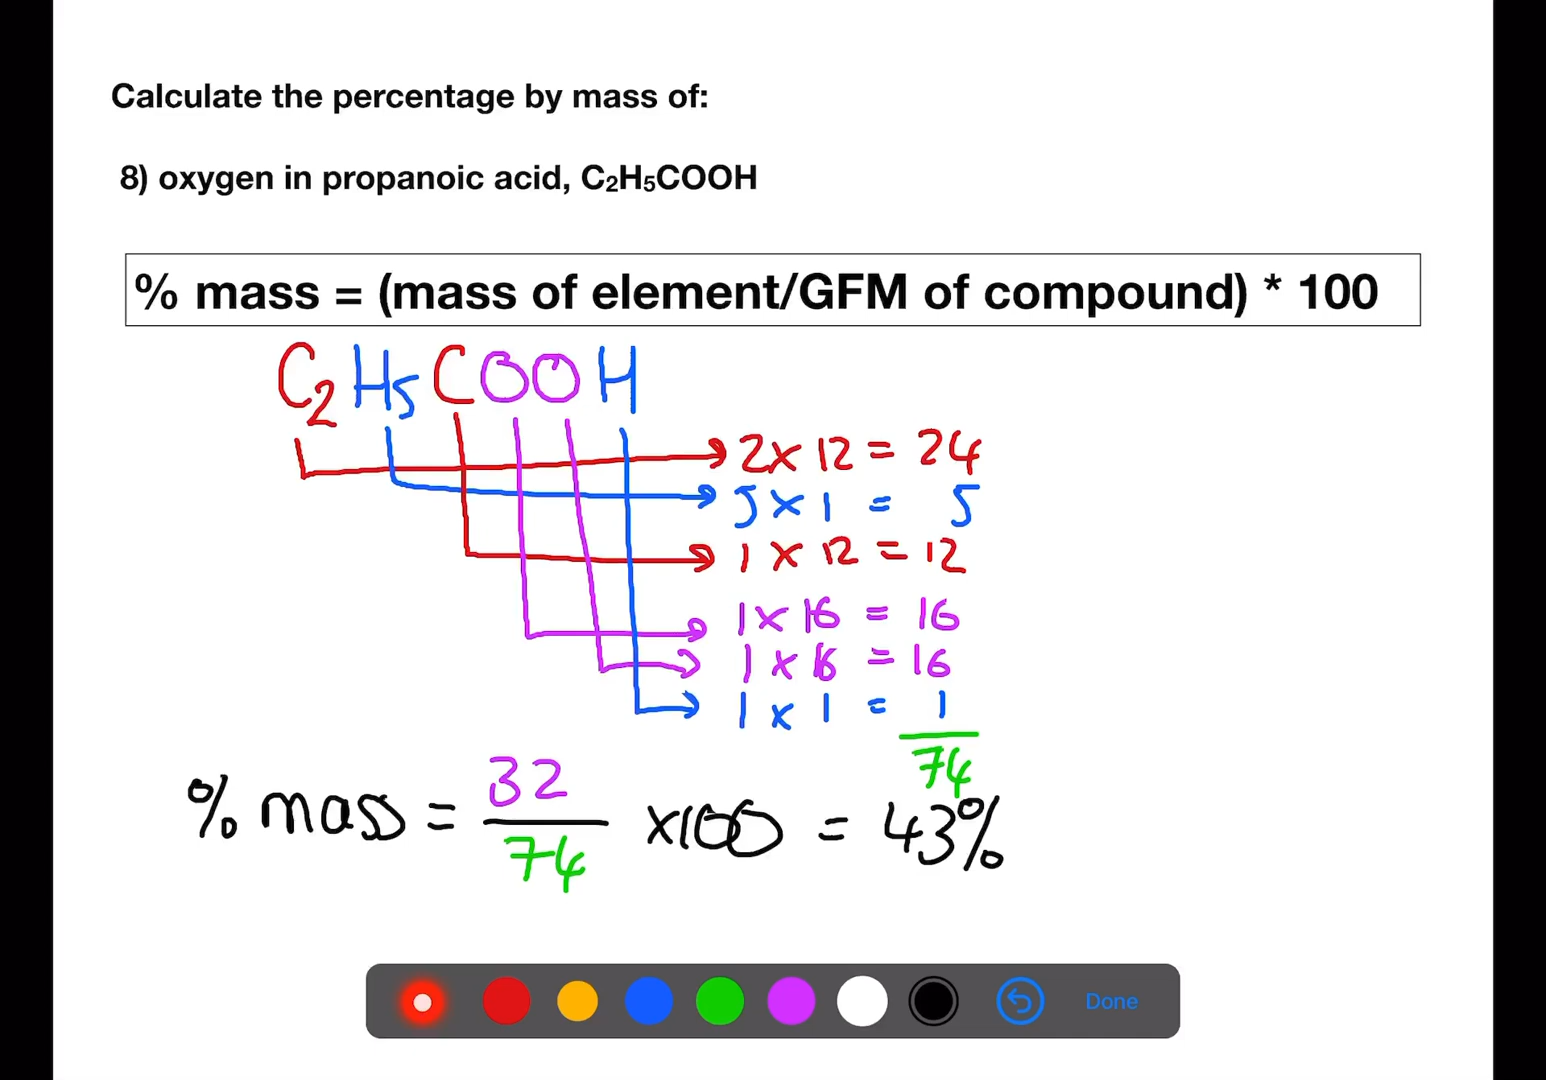 Calculate the percentage by mass of:
8) oxygen in propanoic acid, C₂H₅COOH
% mass = (mass of element/GFM of compound) * 100
C₂H₅COOH
2 x 12 = 24
5 x 1 = 5
1 x 12 = 12
1 x 16 = 16
1 x 16 = 16
1 x 1 = 1
74
% mass = 32/74 x100 = 43%
Done